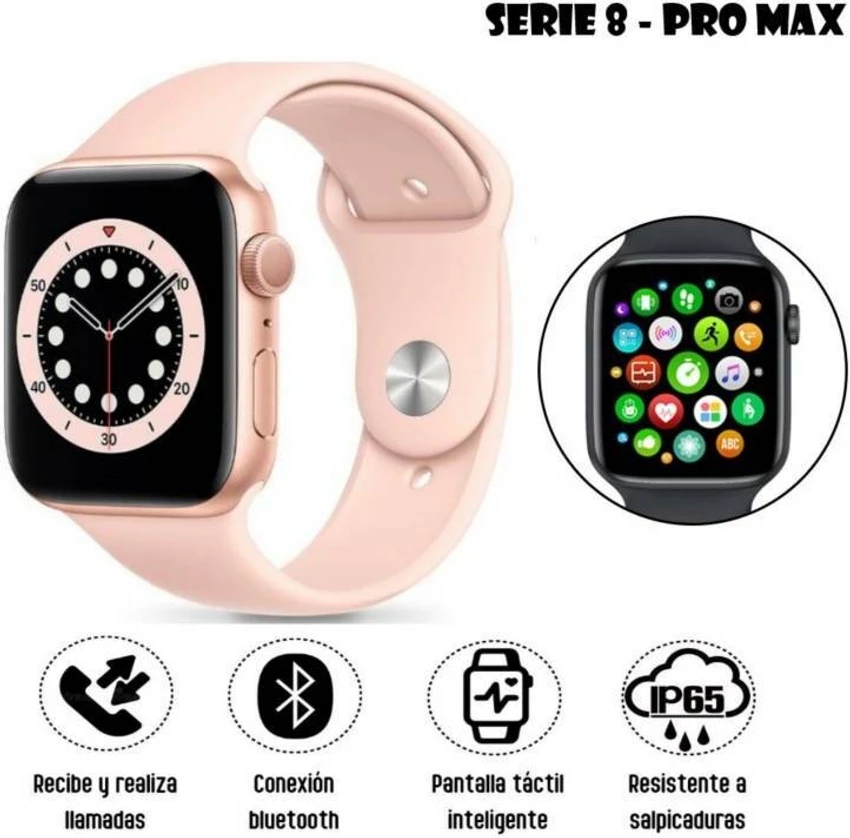 SERIE 8 - PRO MAX
50
10
40
20
30
ABC
IP65
Recibe y realiza
llamadas
Conexión
bluetooth
Pantalla táctil
inteligente
Resistente a
salpicaduras